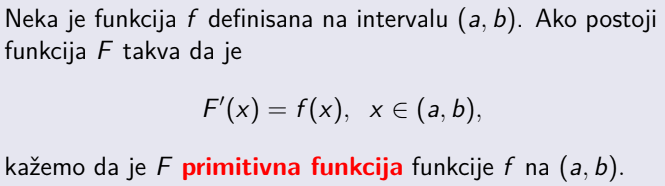 Neka je funkcija f definisana na intervalu (a, b). Ako postoji
funkcija F takva da je
F′(x) = f(x), x ∈ (a, b),
kažemo da je F primitivna funkcija funkcije f na (a, b).